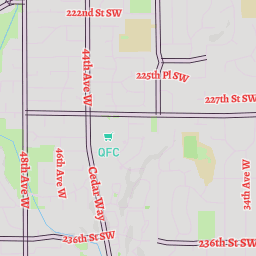 222nd St SW
44th Ave W
225th Pl SW
227th St SW
QFC
48th Ave W
46th Ave W
Cedar Way
34th Ave W
236th St SW
236th St SW